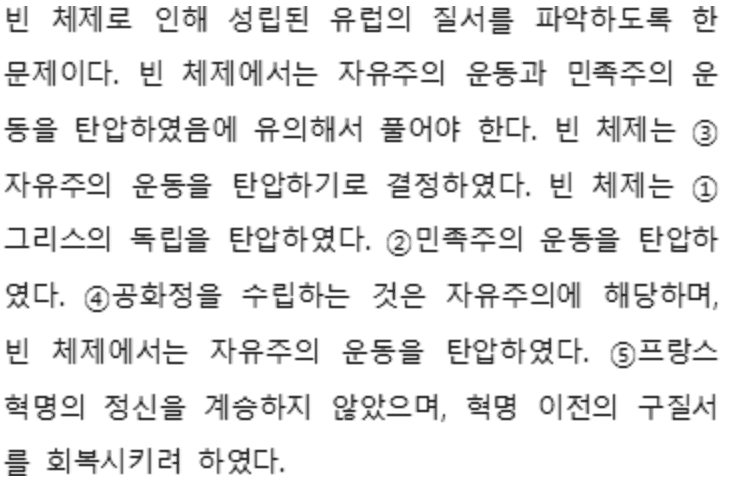 빈 체제로 인해 성립된 유럽의 질서를 파악하도록 한
문제이다. 빈 체제에서는 자유주의 운동과 민족주의 운
동을 탄압하였음에 유의해서 풀어야 한다. 빈 체제는 ③
자유주의 운동을 탄압하기로 결정하였다. 빈 체제는 ①
그리스의 독립을 탄압하였다. ②민족주의 운동을 탄압하
였다. ④공화정을 수립하는 것은 자유주의에 해당하며,
빈 체제에서는 자유주의 운동을 탄압하였다. ⑤프랑스
혁명의 정신을 계승하지 않았으며, 혁명 이전의 구질서
를 회복시키려 하였다.